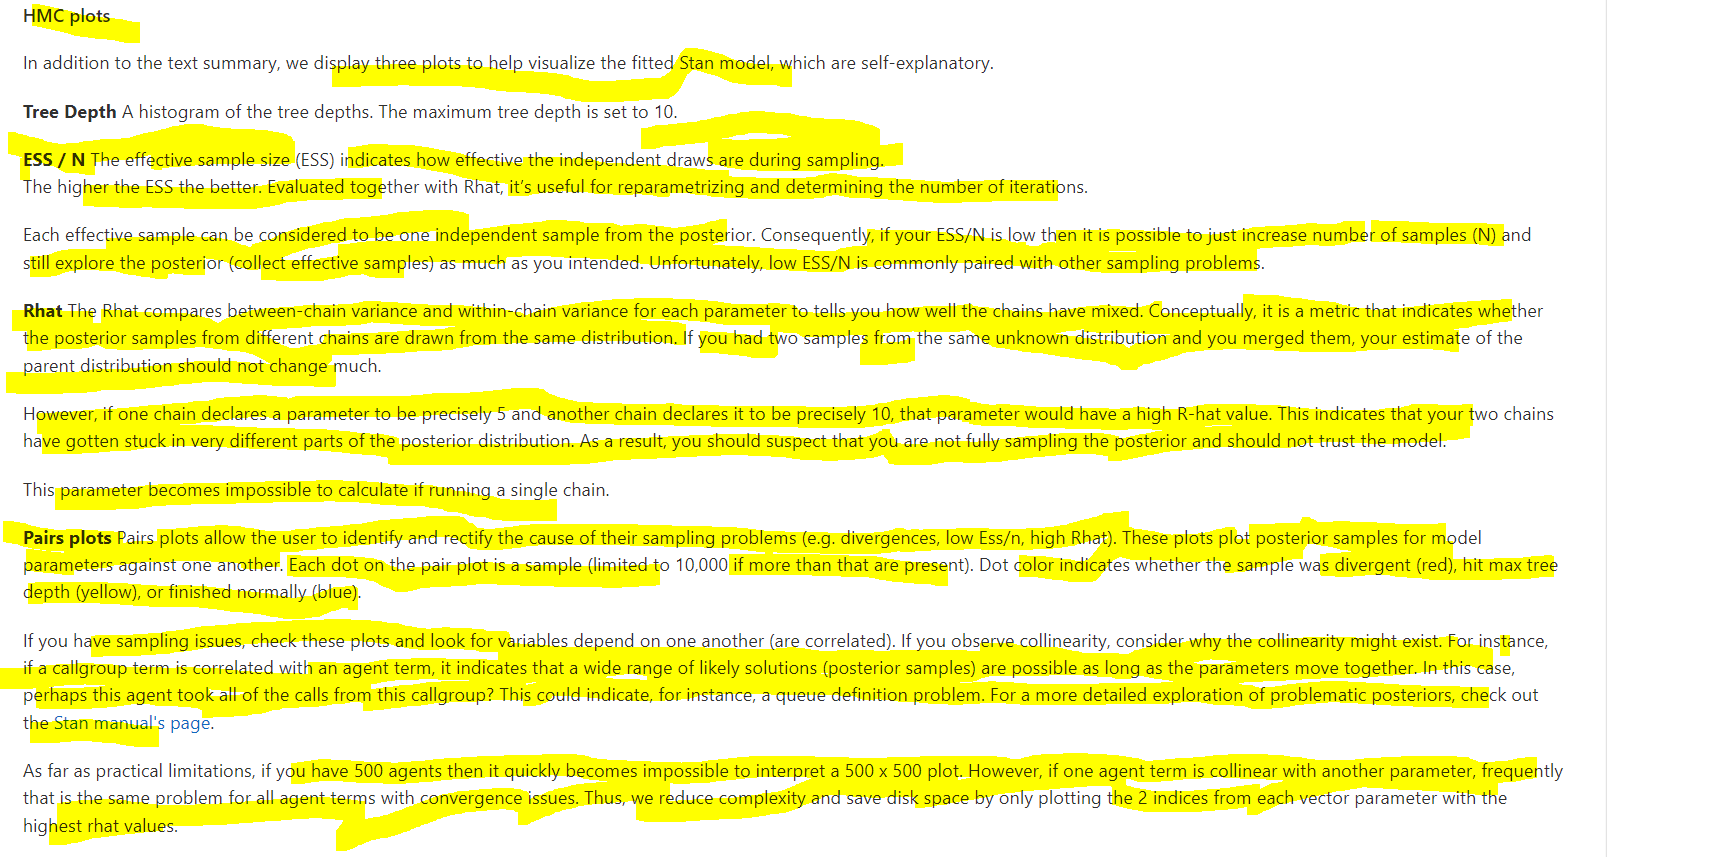 HMC plots
In addition to the text summary, we display three plots to help visualize the fitted Stan model, which are self-explanatory.
Tree Depth A histogram of the tree depths. The maximum tree depth is set to 10.
ESS / N The effective sample size (ESS) indicates how effective the independent draws are during sampling.
The higher the ESS the better. Evaluated together with Rhat, it's useful for reparametrizing and determining the number of iterations.
Each effective sample can be considered to be one independent sample from the posterior. Consequently, if your ESS/N is low then it is possible to just increase number of samples (N) and
still explore the posterior (collect effective samples) as much as you intended. Unfortunately, low ESS/N is commonly paired with other sampling problems.
Rhat The Rhat compares between-chain variance and within-chain variance for each parameter to tells you how well the chains have mixed. Conceptually, it is a metric that indicates whether
the posterior samples from different chains are drawn from the same distribution. If you had two samples from the same unknown distribution and you merged them, your estimate of the
parent distribution should not change much.
However, if one chain declares a parameter to be precisely 5 and another chain declares it to be precisely 10, that parameter would have a high R-hat value. This indicates that your two chains
have gotten stuck in very different parts of the posterior distribution. As a result, you should suspect that you are not fully sampling the posterior and should not trust the model.
This parameter becomes impossible to calculate if running a single chain.
Pairs plots Pairs plots allow the user to identify and rectify the cause of their sampling problems (e.g. divergences, low Ess/n, high Rhat). These plots plot posterior samples for model
parameters against one another. Each dot on the pair plot is a sample (limited to 10,000 if more than that are present). Dot color indicates whether the sample was divergent (red), hit max tree
depth (yellow), or finished normally (blue).
If you have sampling issues, check these plots and look for variables depend on one another (are correlated). If you observe collinearity, consider why the collinearity might exist. For instance,
if a callgroup term is correlated with an agent term, it indicates that a wide range of likely solutions (posterior samples) are possible as long as the parameters move together. In this case,
perhaps this agent took all of the calls from this callgroup? This could indicate, for instance, a queue definition problem. For a more detailed exploration of problematic posteriors, check out
the Stan manual's page.
As far as practical limitations, if you have 500 agents then it quickly becomes impossible to interpret a 500 x 500 plot. However, if one agent term is collinear with another parameter, frequently
that is the same problem for all agent terms with convergence issues. Thus, we reduce complexity and save disk space by only plotting the 2 indices from each vector parameter with the
highest rhat values.